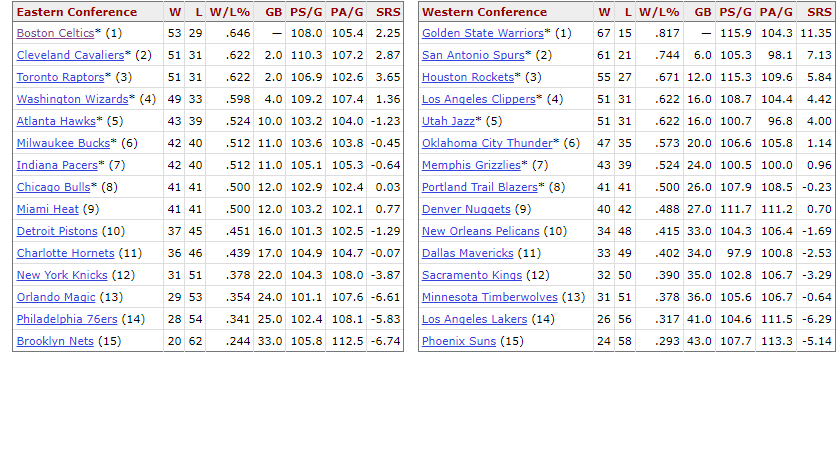 Eastern Conference W L W/L% GB PS/G PA/G SRS
Boston Celtics* (1) 53 29 .646 — 108.0 105.4 2.25
Cleveland Cavaliers* (2) 51 31 .622 2.0 110.3 107.2 2.87
Toronto Raptors* (3) 51 31 .622 2.0 106.9 102.6 3.65
Washington Wizards* (4) 49 33 .598 4.0 109.2 107.4 1.36
Atlanta Hawks* (5) 43 39 .524 10.0 103.2 104.0 -1.23
Milwaukee Bucks* (6) 42 40 .512 11.0 103.6 103.8 -0.45
Indiana Pacers* (7) 42 40 .512 11.0 105.1 105.3 -0.64
Chicago Bulls* (8) 41 41 .500 12.0 102.9 102.4 0.03
Miami Heat (9) 41 41 .500 12.0 103.2 102.1 0.77
Detroit Pistons (10) 37 45 .451 16.0 101.3 102.5 -1.29
Charlotte Hornets (11) 36 46 .439 17.0 104.9 104.7 -0.07
New York Knicks (12) 31 51 .378 22.0 104.3 108.0 -3.87
Orlando Magic (13) 29 53 .354 24.0 101.1 107.6 -6.61
Philadelphia 76ers (14) 28 54 .341 25.0 102.4 108.1 -5.83
Brooklyn Nets (15) 20 62 .244 33.0 105.8 112.5 -6.74
Western Conference W L W/L% GB PS/G PA/G SRS
Golden State Warriors* (1) 67 15 .817 — 115.9 104.3 11.35
San Antonio Spurs* (2) 61 21 .744 6.0 105.3 98.1 7.13
Houston Rockets* (3) 55 27 .671 12.0 115.3 109.6 5.84
Los Angeles Clippers* (4) 51 31 .622 16.0 108.7 104.4 4.42
Utah Jazz* (5) 51 31 .622 16.0 100.7 96.8 4.00
Oklahoma City Thunder* (6) 47 35 .573 20.0 106.6 105.8 1.14
Memphis Grizzlies* (7) 43 39 .524 24.0 100.5 100.0 0.96
Portland Trail Blazers* (8) 41 41 .500 26.0 107.9 108.5 -0.23
Denver Nuggets (9) 40 42 .488 27.0 111.7 111.2 0.70
New Orleans Pelicans (10) 34 48 .415 33.0 104.3 106.4 -1.69
Dallas Mavericks (11) 33 49 .402 34.0 97.9 100.8 -2.53
Sacramento Kings (12) 32 50 .390 35.0 102.8 106.7 -3.29
Minnesota Timberwolves (13) 31 51 .378 36.0 105.6 106.7 -0.64
Los Angeles Lakers (14) 26 56 .317 41.0 104.6 111.5 -6.29
Phoenix Suns (15) 24 58 .293 43.0 107.7 113.3 -5.14